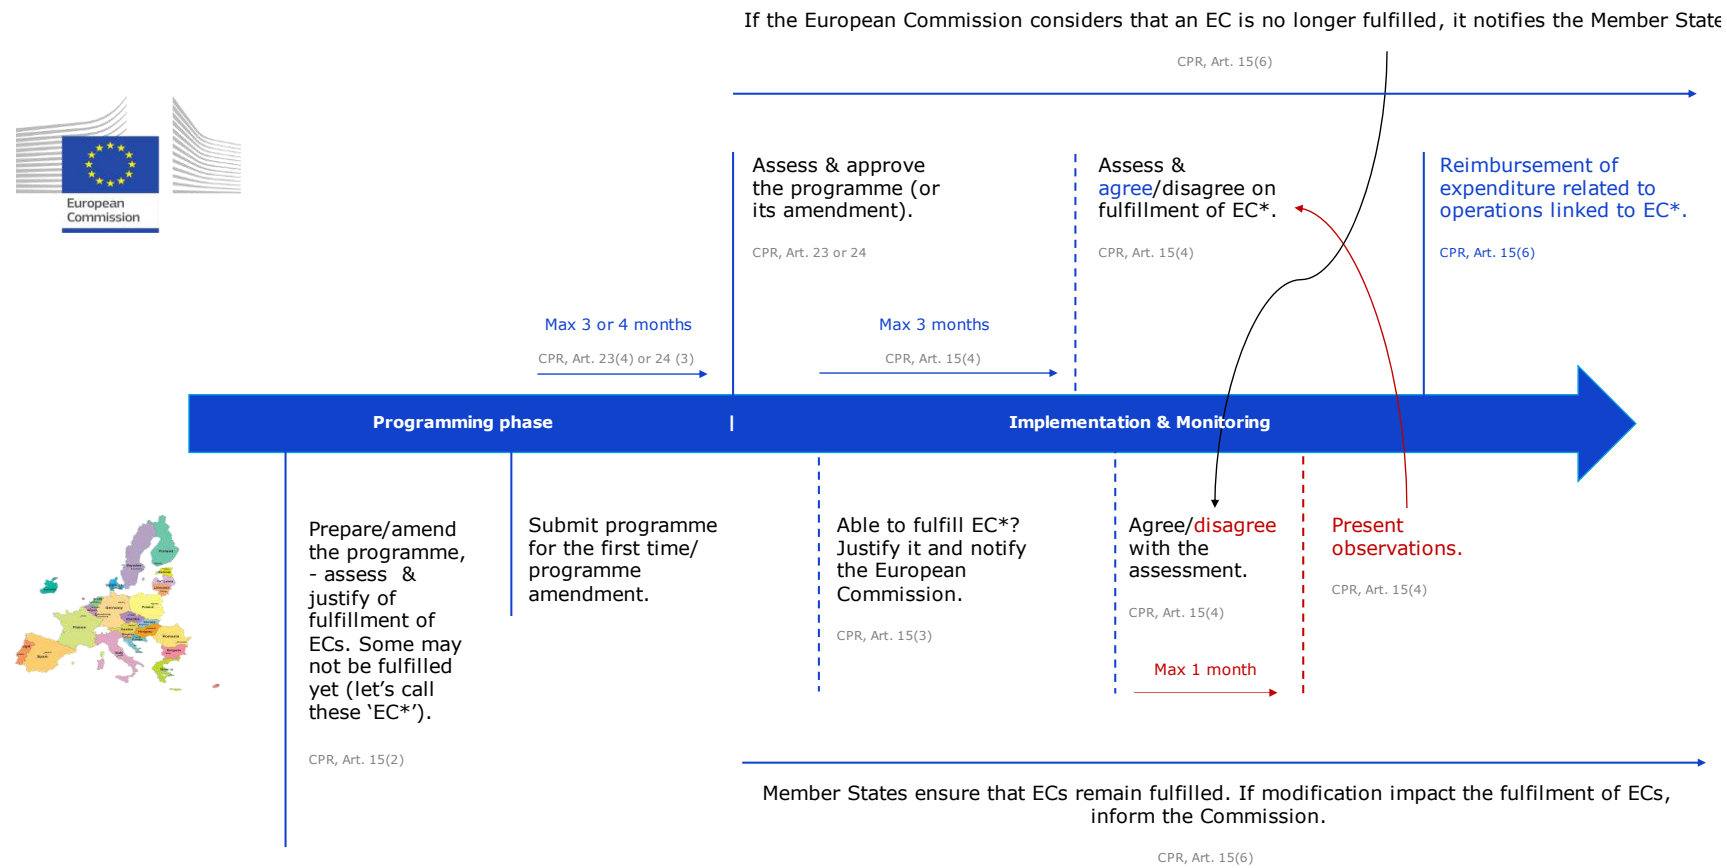 If the European Commission considers that an EC is no longer fulfilled, it notifies the Member State
CPR, Art. 15(6)
European
Commission
Assess & approve
the programme (or
its amendment).
CPR, Art. 23 or 24
Assess &
agree/disagree on
fulfillment of EC*.
CPR, Art. 15(4)
Reimbursement of
expenditure related to
operations linked to EC*.
CPR, Art. 15(6)
Max 3 or 4 months
CPR, Art. 23(4) or 24 (3)
Max 3 months
CPR, Art. 15(4)
Programming phase
|
Implementation & Monitoring
Prepare/amend
the programme,
- assess &
justify of
fulfillment of
ECs. Some may
not be fulfilled
yet (let's call
these ‘EC*’).
CPR, Art. 15(2)
Submit programme
for the first time/
programme
amendment.
Able to fulfill EC*?
Justify it and notify
the European
Commission.
CPR, Art. 15(3)
Agree/disagree
with the
assessment.
CPR, Art. 15(4)
Max 1 month
Present
observations.
CPR, Art. 15(4)
Member States ensure that ECs remain fulfilled. If modification impact the fulfilment of ECs,
inform the Commission.
CPR, Art. 15(6)